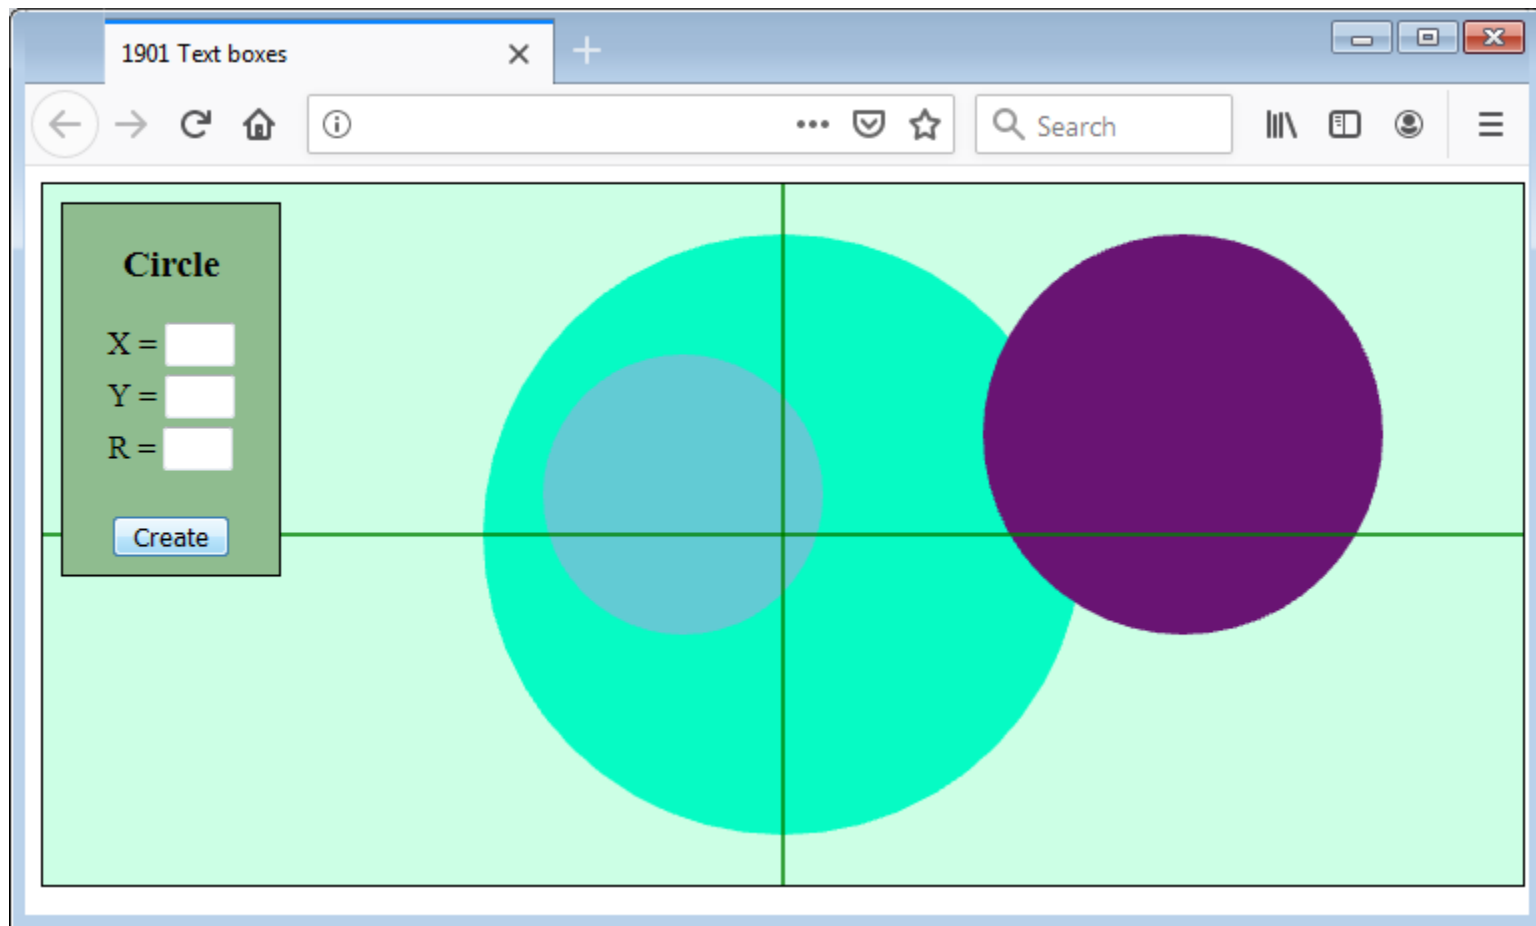 1901 Text boxes
Search
Circle
X =
Y =
R =
Create